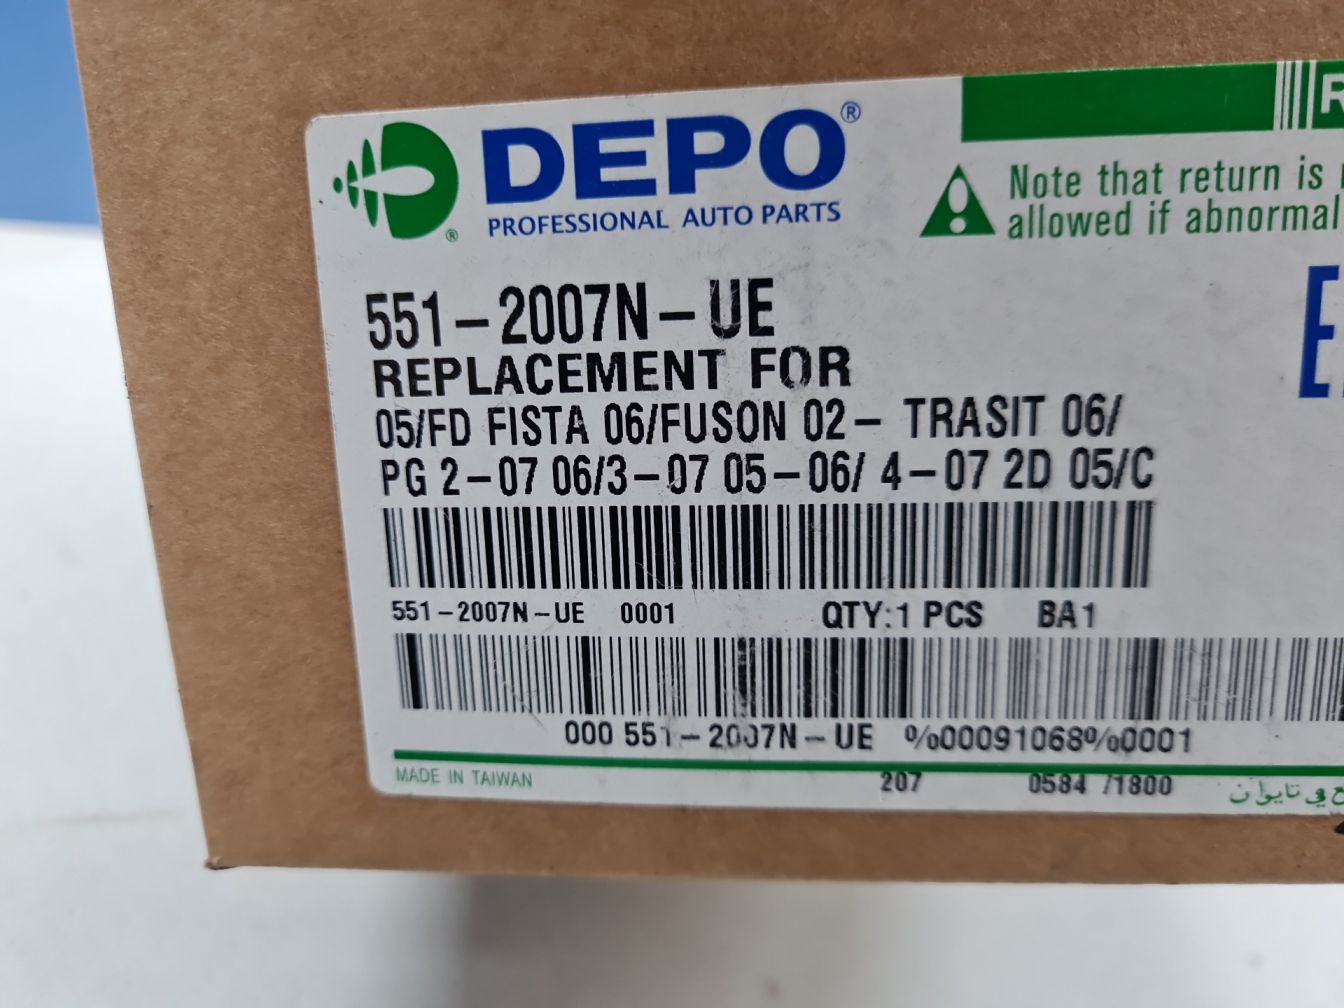 DEPO®
PROFESSIONAL AUTO PARTS
®
Note that return is
allowed if abnormal
551-2007N-UE
REPLACEMENT FOR
05/FD FISTA 06/FUSON 02- TRASIT 06/
PG 2-07 06/3-07 05-06/ 4-07 2D 05/C
551-2007N-UE 0001 QTY:1 PCS BA1
000 551-2007N-UE %00091068%0001
MADE IN TAIWAN 207 0584 /1800 في تايوان